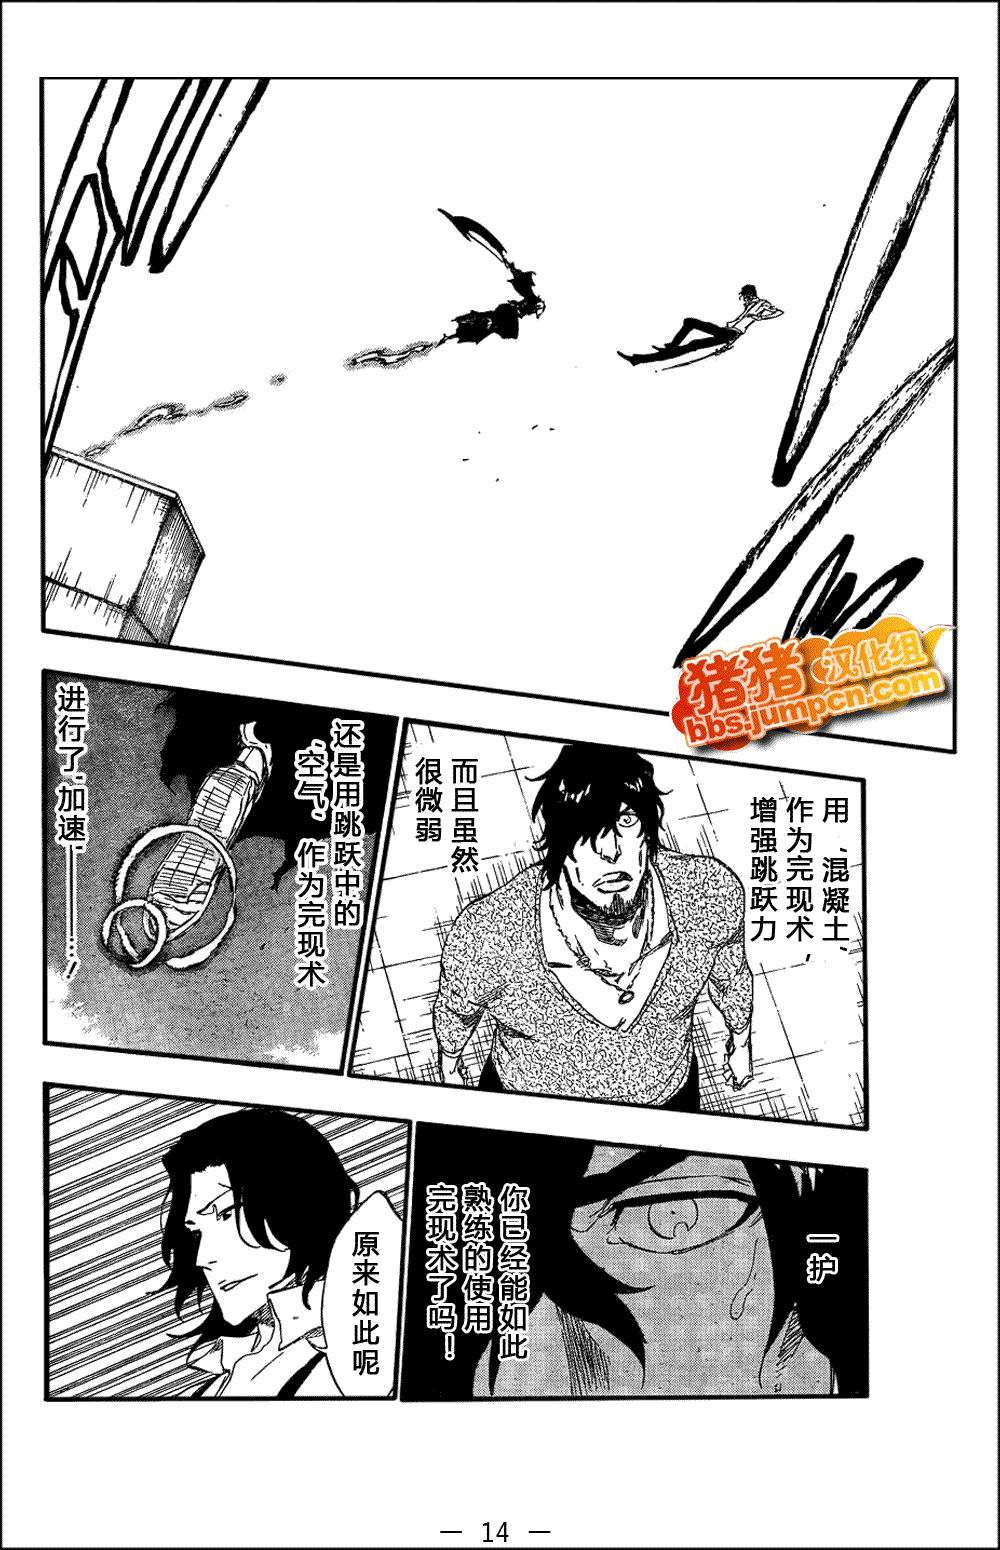 猪猪汉化组
bbs.jumpcn.com
用“混凝土”
作为完现术，
增强跳跃力
而且虽然
很微弱
还是用跳跃中的
“空气”作为完现术
进行了“加速”——……！
一护
你已经能如此
熟练的使用
完现术了吗！
原来如此呢
— 14 —